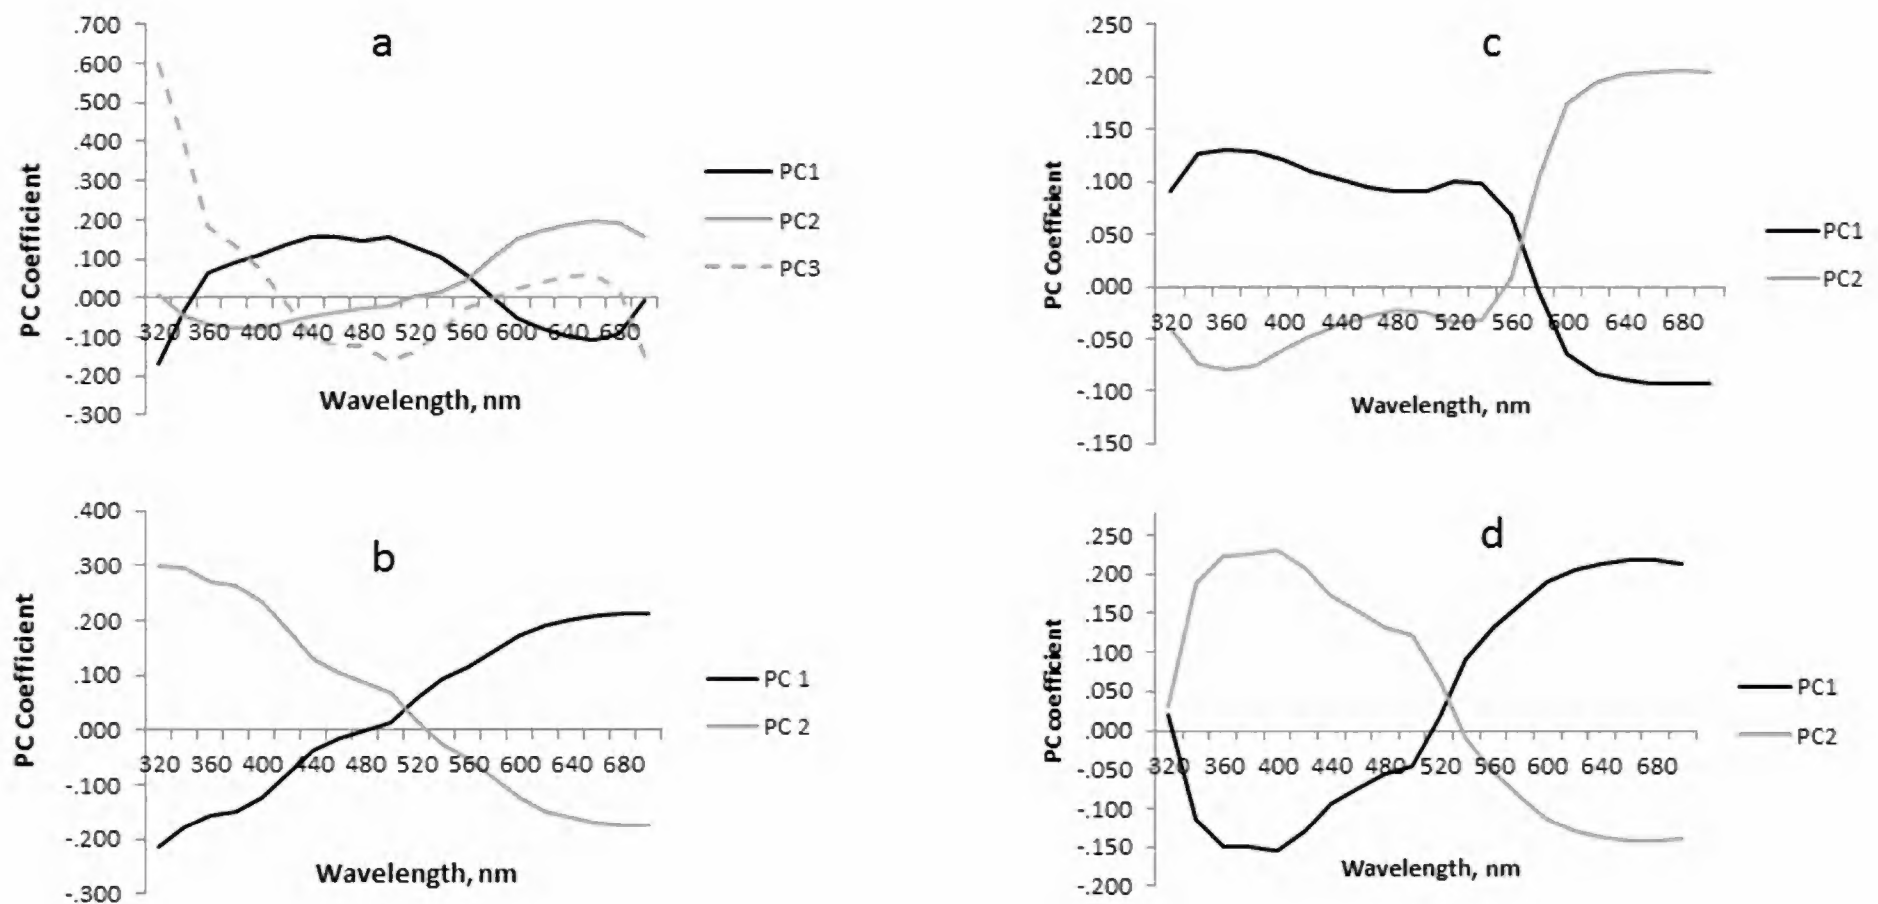 a
.700
.600
.500
.400
.300
.200
.100
.000
-.100
-.200
-.300
PC Coefficient
320 360 400 440 480 520 560 600 640 680
Wavelength, nm
PC1
PC2
PC3
c
.250
.200
.150
.100
.050
.000
-.050
-.100
-.150
PC Coefficient
320 360 400 440 480 520 560 600 640 680
Wavelength, nm
PC1
PC2
b
.400
.300
.200
.100
.000
-.100
-.200
-.300
PC Coefficient
320 360 400 440 480 520 560 600 640 680
Wavelength, nm
PC 1
PC 2
d
.250
.200
.150
.100
.050
.000
-.050
-.100
-.150
-.200
PC coefficient
320 360 400 440 480 520 560 600 640 680
Wavelength, nm
PC1
PC2